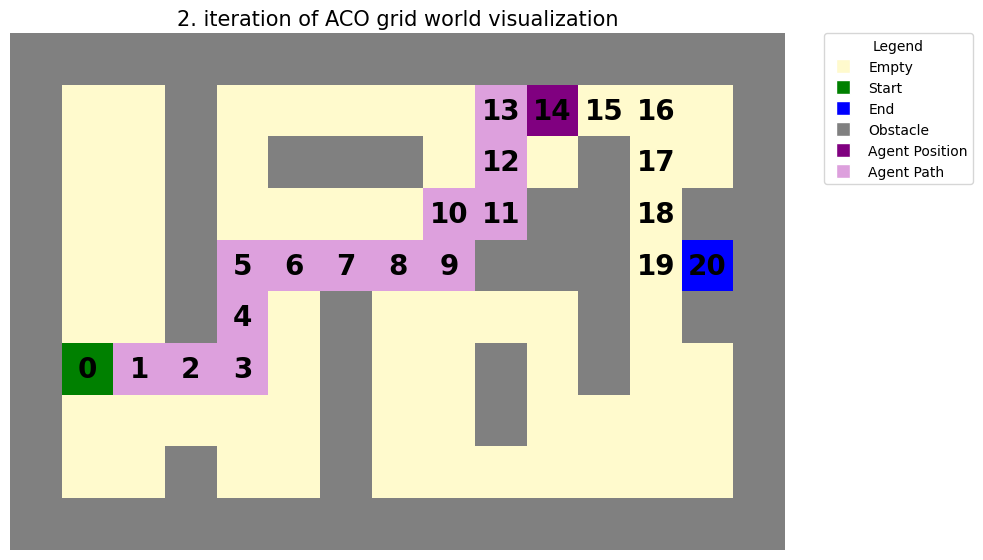 2. iteration of ACO grid world visualization
13 14 15 16
12 17
10 11 18
5 6 7 8 9 19 20
4
0 1 2 3
Legend
Empty
Start
End
Obstacle
Agent Position
Agent Path